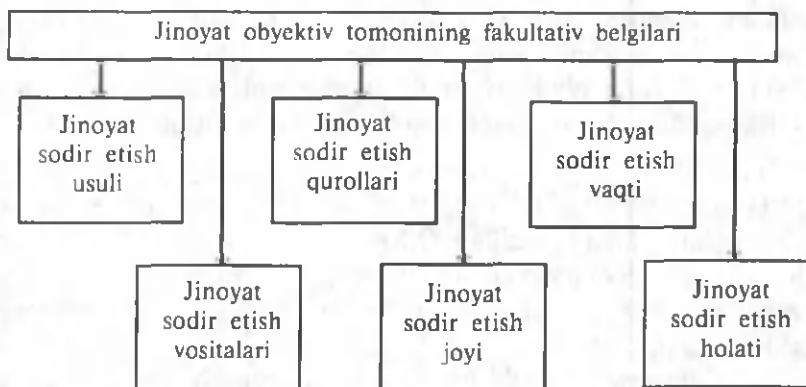 Jinoyat obyektiv tomonining fakultativ belgilari
Jinoyat
sodir etish
usuli
Jinoyat
sodir etish
qurollari
Jinoyat
sodir etish
vaqti
Jinoyat
sodir etish
vositalari
Jinoyat
sodir etish
joyi
Jinoyat
sodir etish
holati